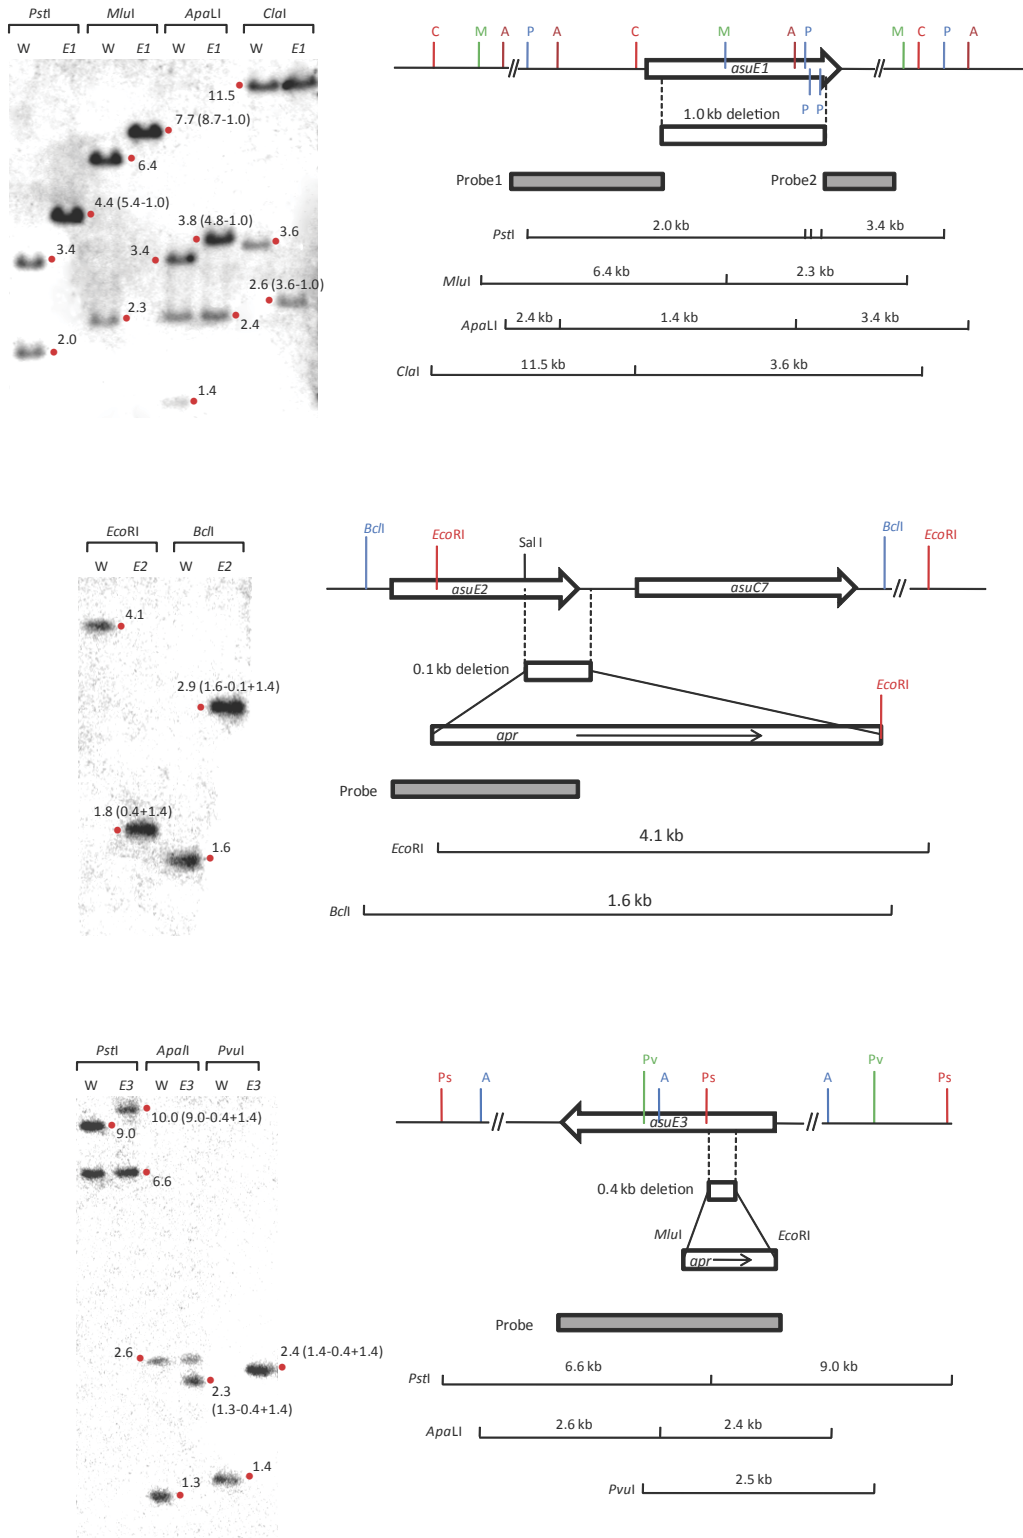 PstI MluI ApaLI ClaI
W E1 W E1 W E1 W E1
11.5
7.7 (8.7-1.0)
6.4
4.4 (5.4-1.0)
3.8 (4.8-1.0)
3.4
3.4
3.6
2.6 (3.6-1.0)
2.3
2.4
2.0
1.4
C M A P A C M A P M C P A
asuE1
P P
1.0 kb deletion
Probe1
Probe2
PstI 2.0 kb 3.4 kb
MluI 6.4 kb 2.3 kb
ApaLI 2.4 kb 1.4 kb 3.4 kb
ClaI 11.5 kb 3.6 kb
EcoRI BclI
W E2 W E2
4.1
2.9 (1.6-0.1+1.4)
1.8 (0.4+1.4)
1.6
BclI EcoRI Sal I BclI EcoRI
asuE2 asuC7
0.1 kb deletion
EcoRI
apr
Probe
EcoRI 4.1 kb
BclI 1.6 kb
PstI ApalI PvuI
W E3 W E3 W E3
10.0 (9.0-0.4+1.4)
9.0
6.6
2.6
2.4 (1.4-0.4+1.4)
2.3
(1.3-0.4+1.4)
1.4
1.3
Ps A Pv A Ps A Pv Ps
asuE3
0.4 kb deletion
MluI EcoRI
apr
Probe
PstI 6.6 kb 9.0 kb
ApaLI 2.6 kb 2.4 kb
PvuI 2.5 kb